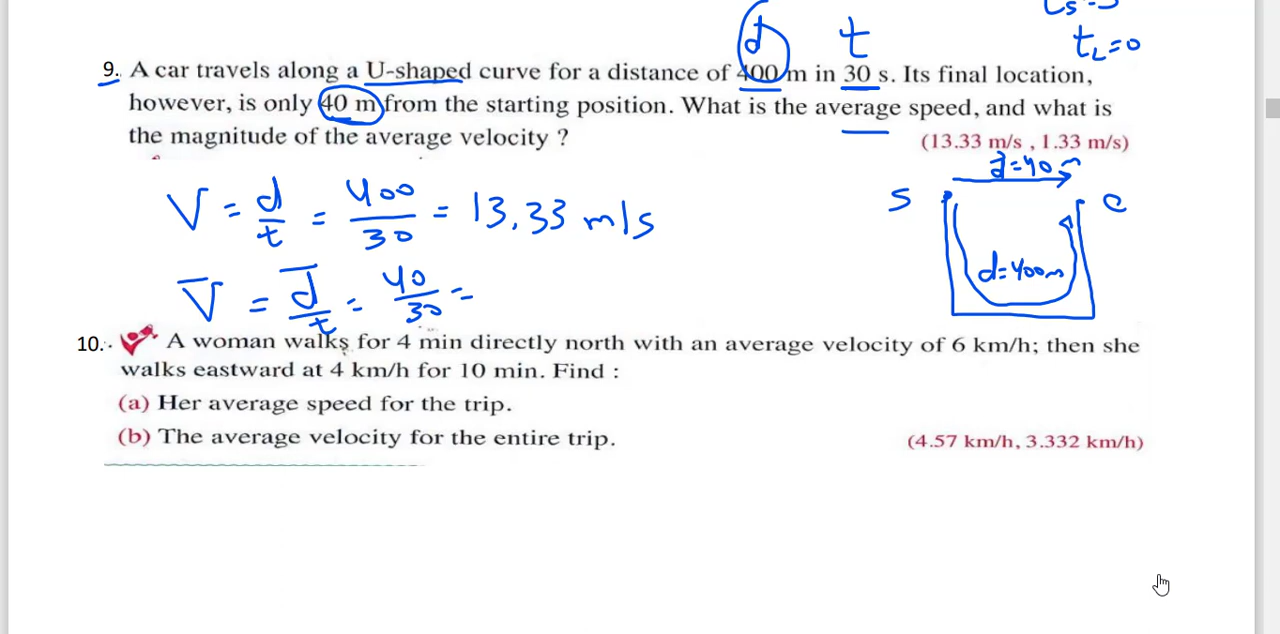 d t
t_L=0
9. A car travels along a U-shaped curve for a distance of 400 m in 30 s. Its final location,
however, is only 40 m from the starting position. What is the average speed, and what is
the magnitude of the average velocity ?
(13.33 m/s , 1.33 m/s)
d=40m
S e
d=400m
V = d/t = 400/30 = 13,33 m/s
V̄ = d̄/t = 40/30 =
10. A woman walks for 4 min directly north with an average velocity of 6 km/h; then she
walks eastward at 4 km/h for 10 min. Find :
(a) Her average speed for the trip.
(b) The average velocity for the entire trip.
(4.57 km/h, 3.332 km/h)